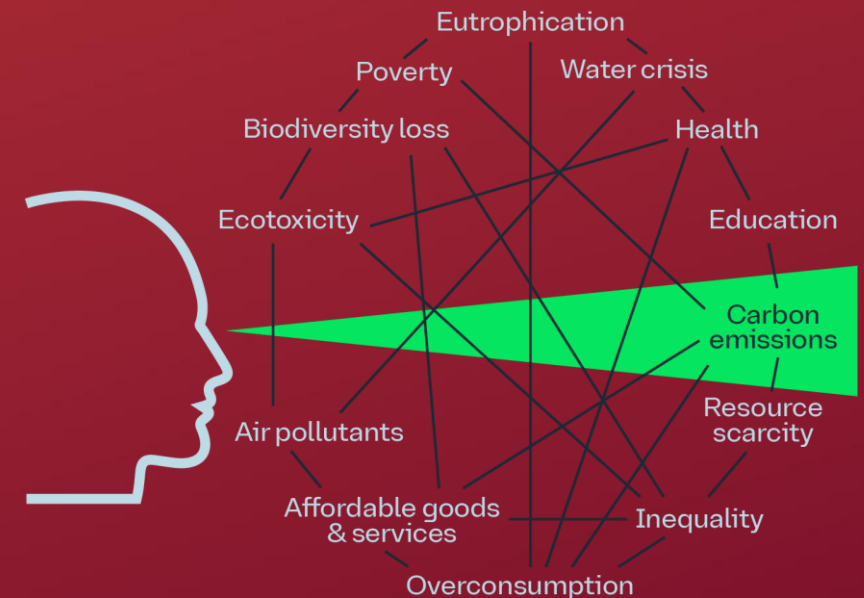 Eutrophication
Poverty
Water crisis
Biodiversity loss
Health
Ecotoxicity
Education
Carbon
emissions
Resource
scarcity
Air pollutants
Affordable goods
& services
Inequality
Overconsumption